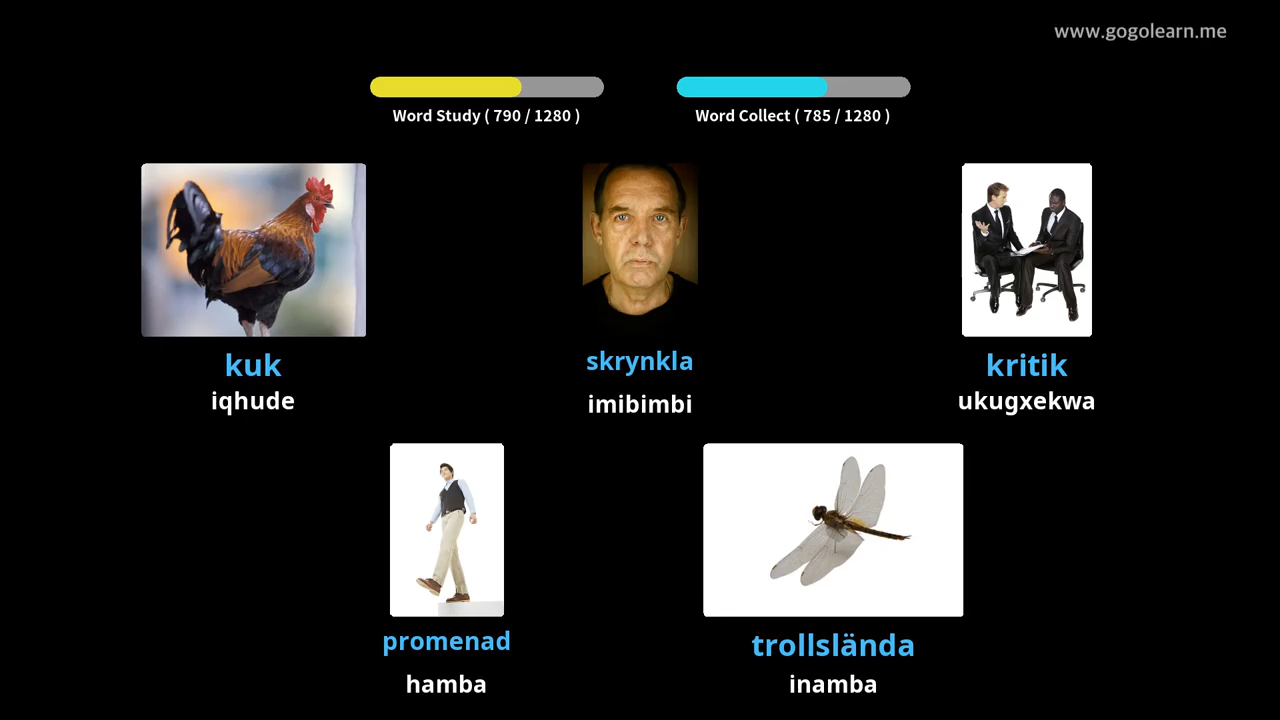 www.gogolearn.me
Word Study ( 790 / 1280 )
Word Collect ( 785 / 1280 )
kuk
iqhude
skrynkla
imibimbi
kritik
ukugxekwa
promenad
hamba
trollslända
inamba